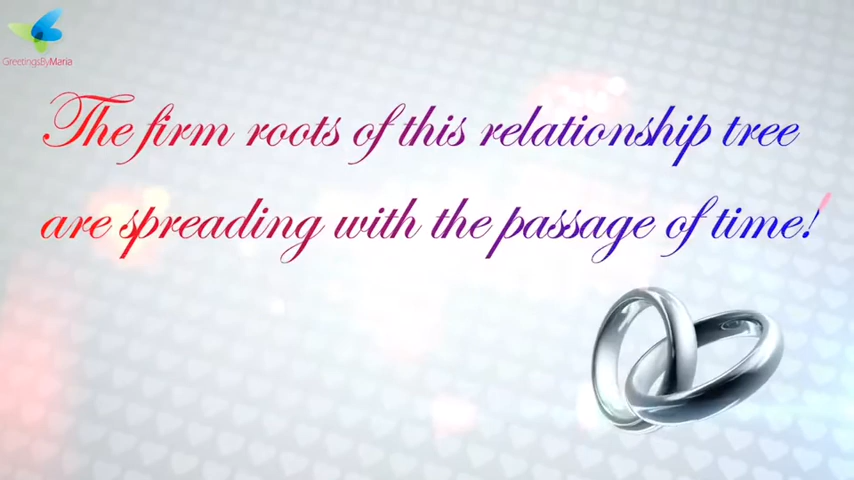 GreetingsByMaria
The firm roots of this relationship tree
are spreading with the passage of time!